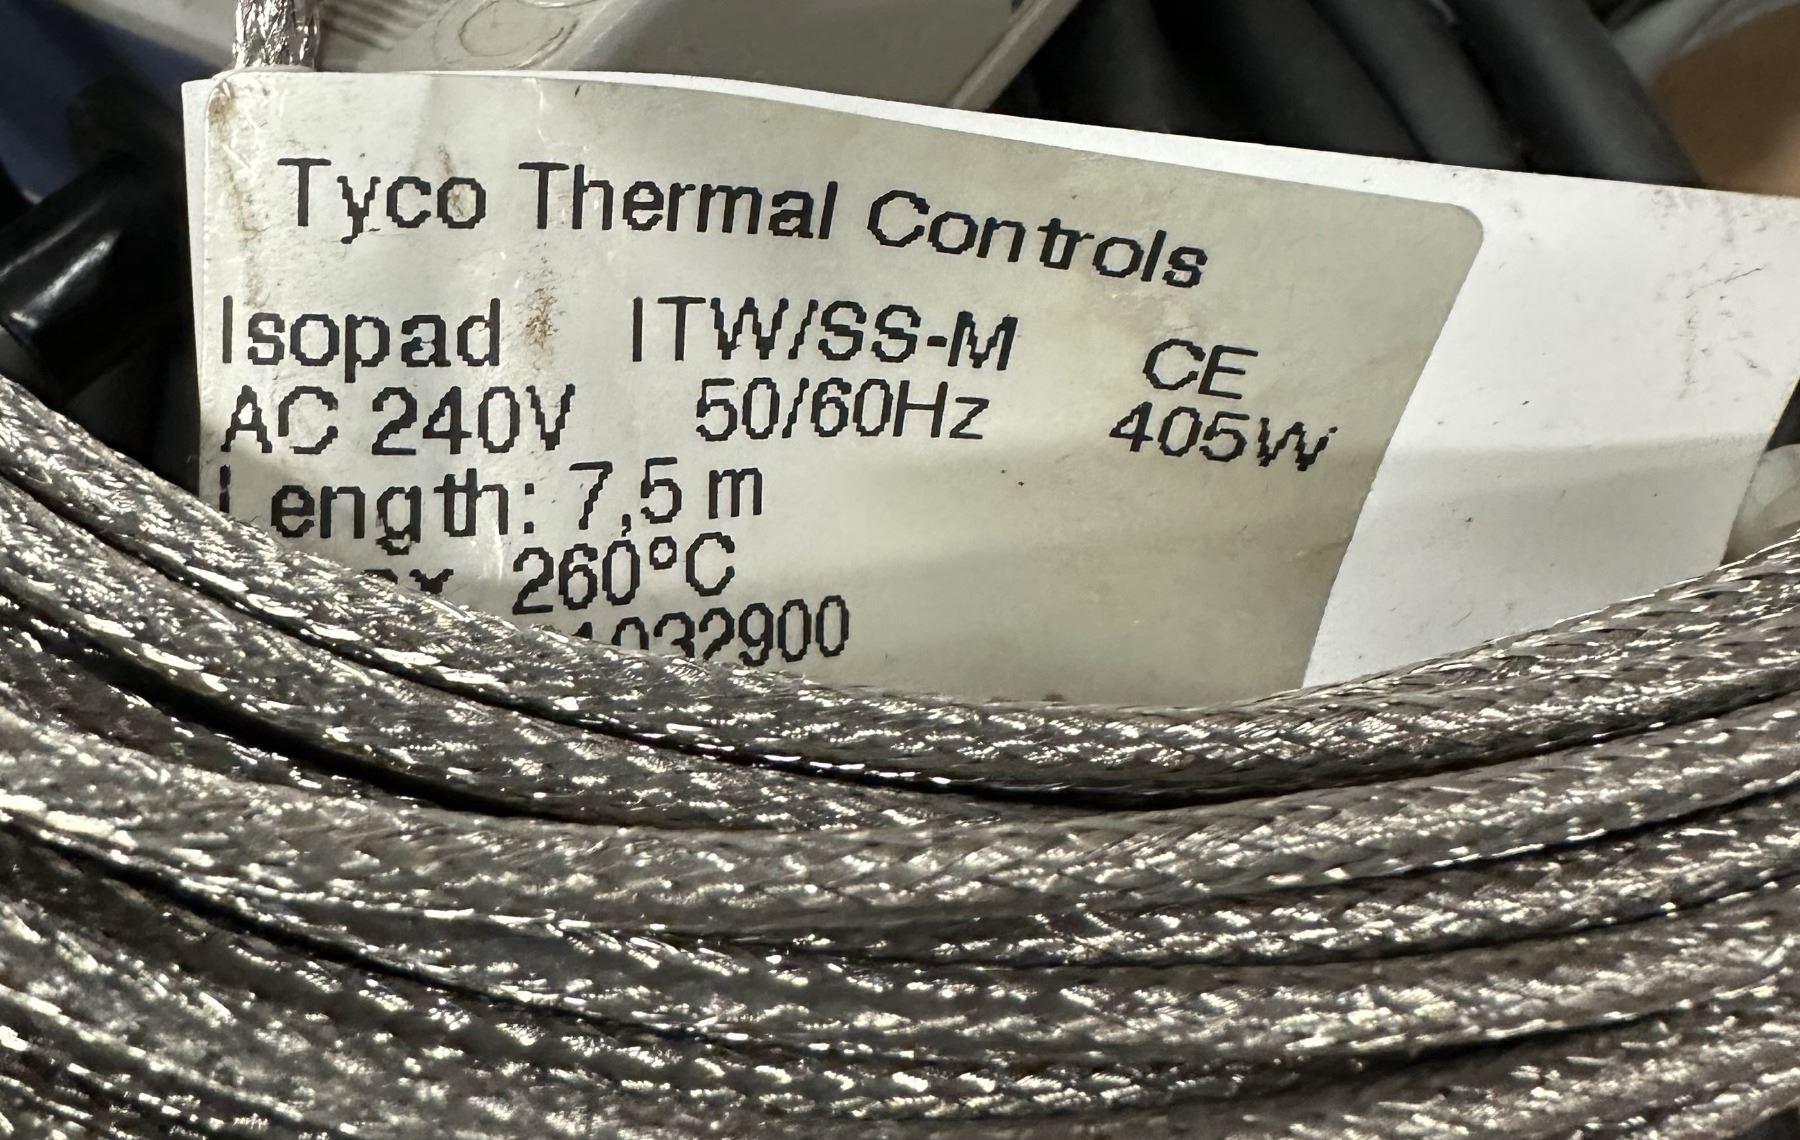 Tyco Thermal Controls
Isopad ITW/SS-M CE
AC 240V 50/60Hz 405W
Length: 7,5 m
260°C